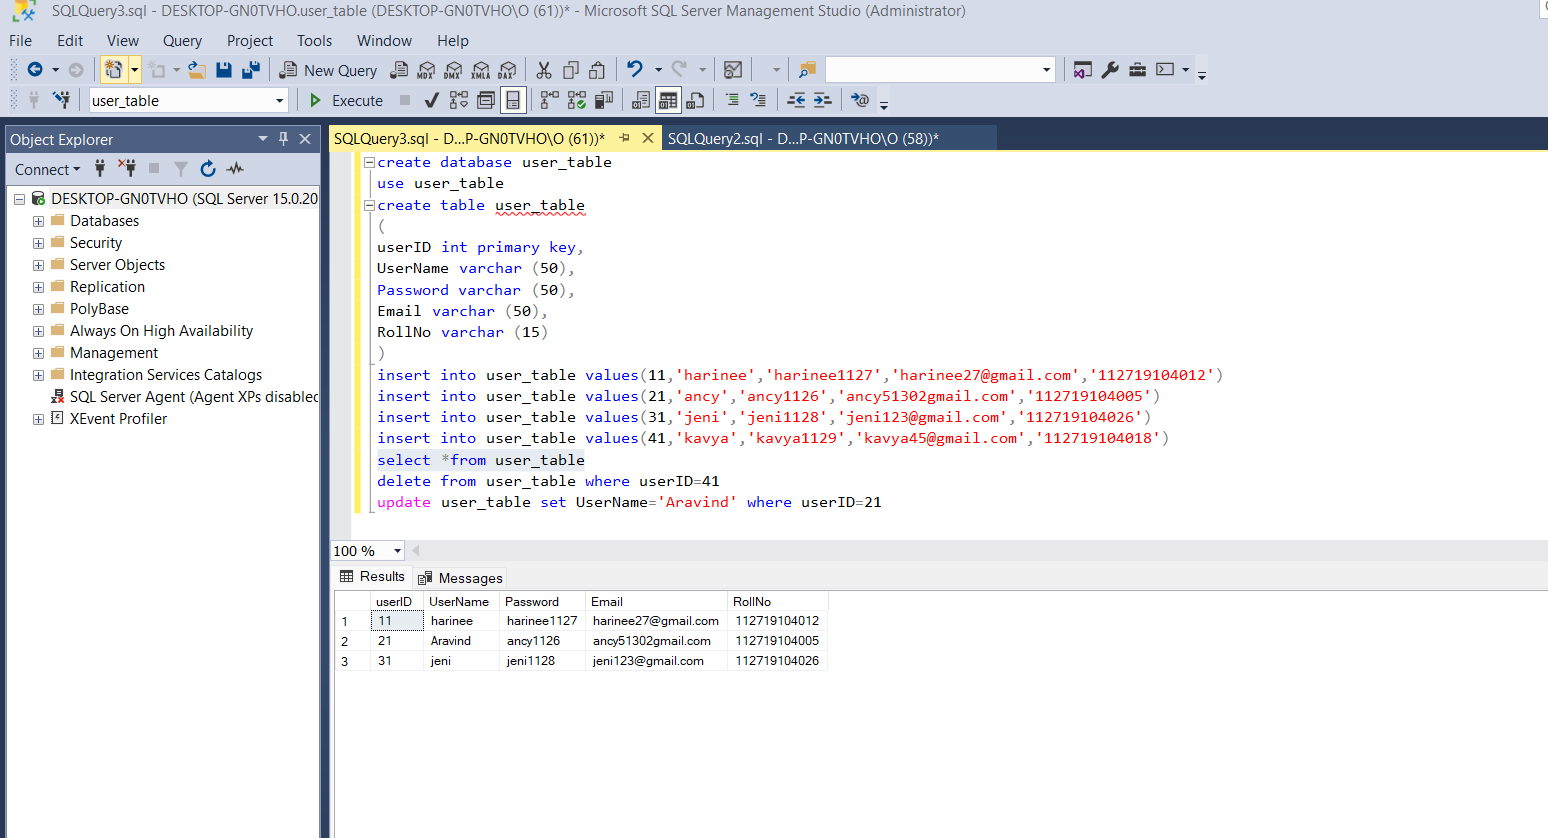 SQLQuery3.sql - DESKTOP-GN0TVHO.user_table (DESKTOP-GN0TVHO\O (61))* - Microsoft SQL Server Management Studio (Administrator)
File Edit View Query Project Tools Window Help
New Query MDX DMX XMLA DAX
user_table Execute
Object Explorer
Connect
DESKTOP-GN0TVHO (SQL Server 15.0.20
Databases
Security
Server Objects
Replication
PolyBase
Always On High Availability
Management
Integration Services Catalogs
SQL Server Agent (Agent XPs disabled
XEvent Profiler
SQLQuery3.sql - D...P-GN0TVHO\O (61))* SQLQuery2.sql - D...P-GN0TVHO\O (58))*
create database user_table
use user_table
create table user_table
(
userID int primary key,
UserName varchar (50),
Password varchar (50),
Email varchar (50),
RollNo varchar (15)
)
insert into user_table values(11,'harinee','harinee1127','harinee27@gmail.com','112719104012')
insert into user_table values(21,'ancy','ancy1126','ancy51302gmail.com','112719104005')
insert into user_table values(31,'jeni','jeni1128','jeni123@gmail.com','112719104026')
insert into user_table values(41,'kavya','kavya1129','kavya45@gmail.com','112719104018')
select *from user_table
delete from user_table where userID=41
update user_table set UserName='Aravind' where userID=21
100 %
Results Messages
userID UserName Password Email RollNo
1 11 harinee harinee1127 harinee27@gmail.com 112719104012
2 21 Aravind ancy1126 ancy51302gmail.com 112719104005
3 31 jeni jeni1128 jeni123@gmail.com 112719104026